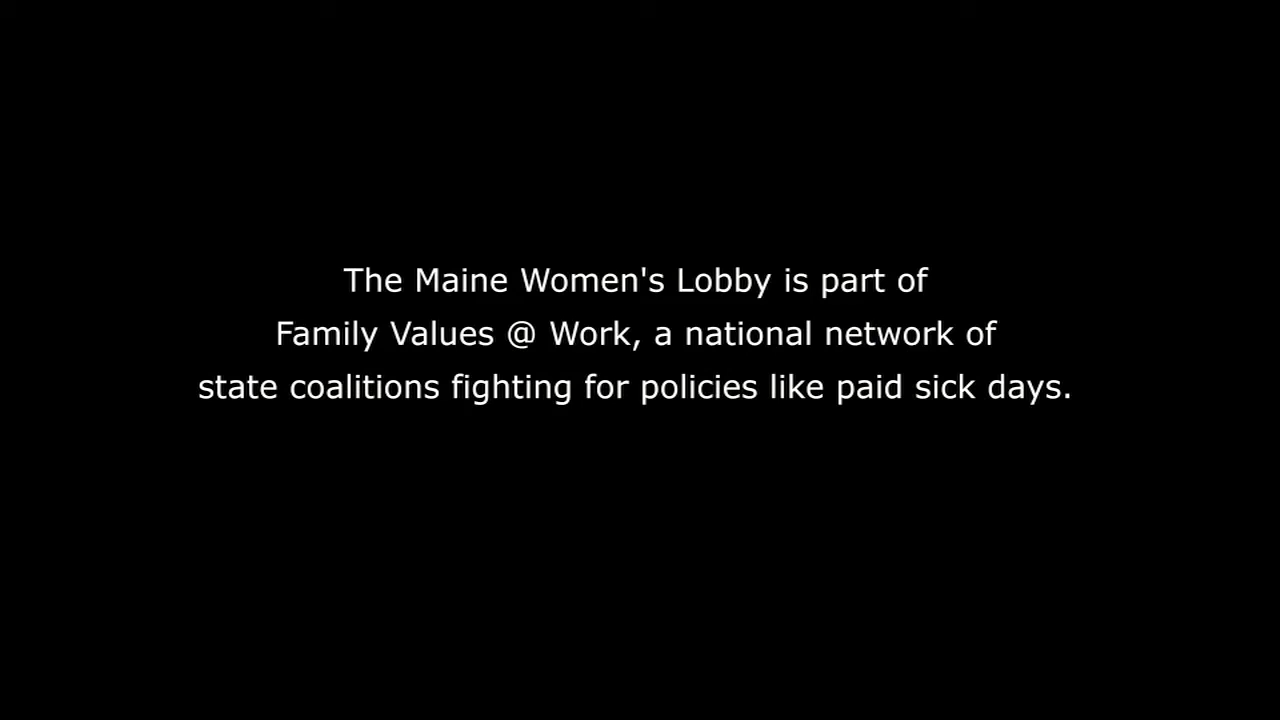 The Maine Women's Lobby is part of
Family Values @ Work, a national network of
state coalitions fighting for policies like paid sick days.